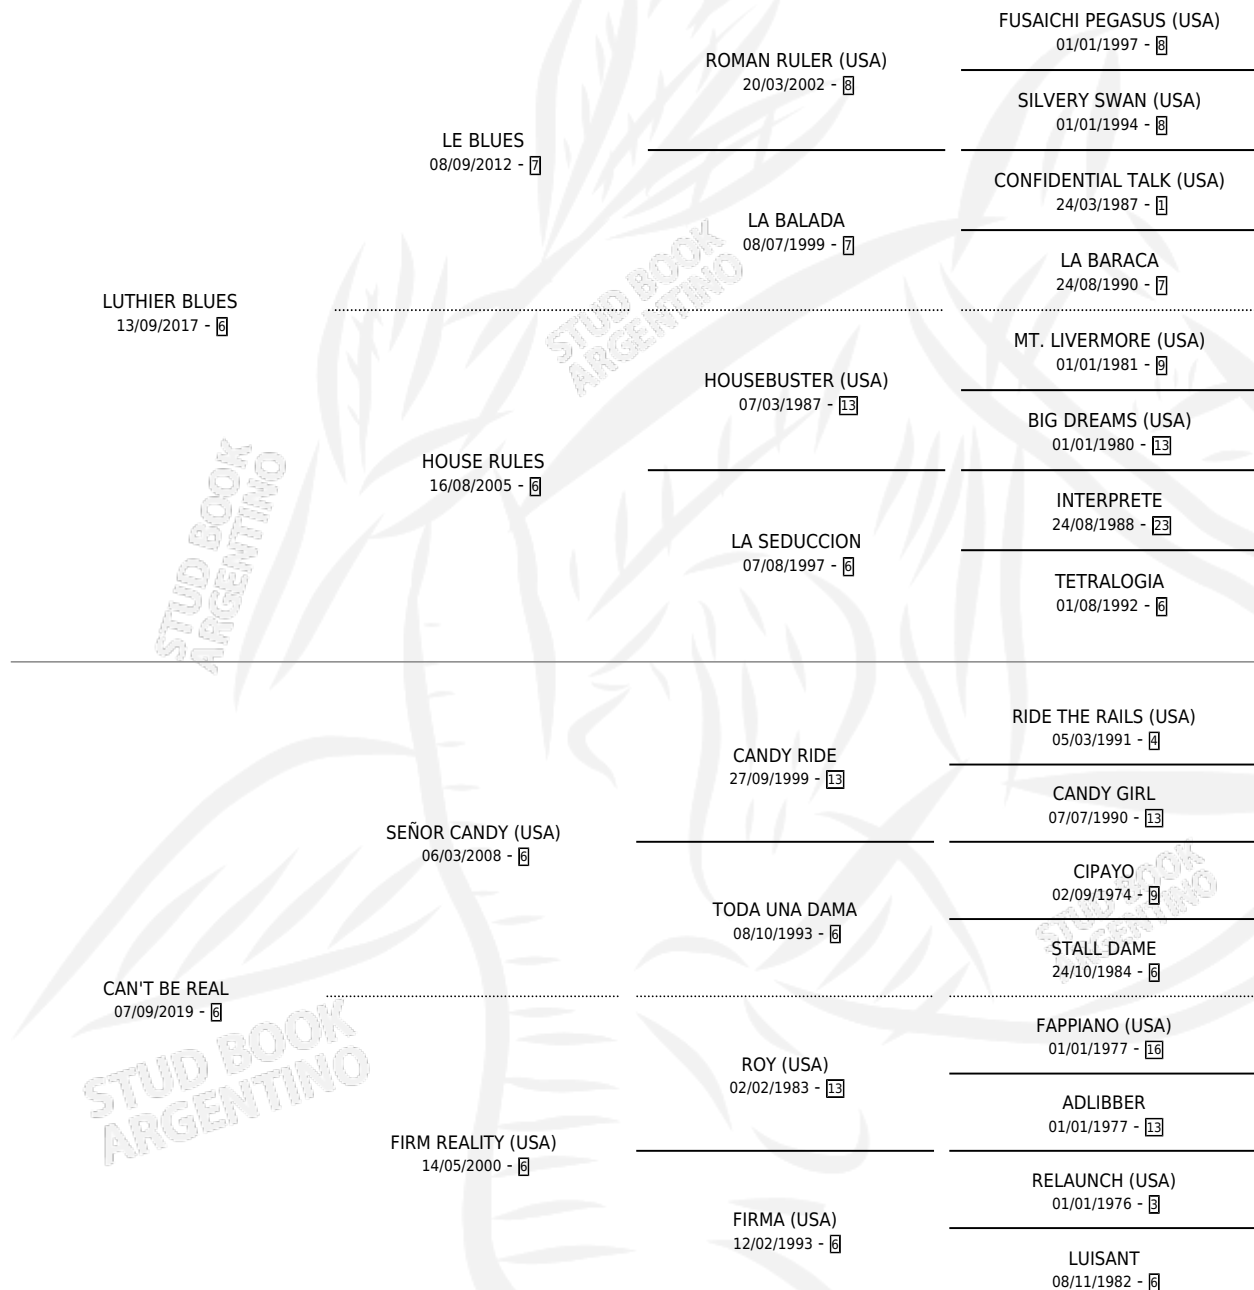 FUSAICHI PEGASUS (USA)
01/01/1997 - 8
ROMAN RULER (USA)
20/03/2002 - 8
SILVERY SWAN (USA)
01/01/1994 - 8
LE BLUES
08/09/2012 - 7
CONFIDENTIAL TALK (USA)
24/03/1987 - 1
LA BALADA
08/07/1999 - 7
LA BARACA
24/08/1990 - 7
LUTHIER BLUES
13/09/2017 - 6
MT. LIVERMORE (USA)
01/01/1981 - 9
HOUSEBUSTER (USA)
07/03/1987 - 13
BIG DREAMS (USA)
01/01/1980 - 13
HOUSE RULES
16/08/2005 - 6
INTERPRETE
24/08/1988 - 23
LA SEDUCCION
07/08/1997 - 6
TETRALOGIA
01/08/1992 - 6
RIDE THE RAILS (USA)
05/03/1991 - 4
CANDY RIDE
27/09/1999 - 13
CANDY GIRL
07/07/1990 - 13
SEÑOR CANDY (USA)
06/03/2008 - 6
CIPAYO
02/09/1974 - 9
TODA UNA DAMA
08/10/1993 - 6
STALL DAME
24/10/1984 - 6
CAN'T BE REAL
07/09/2019 - 6
FAPPIANO (USA)
01/01/1977 - 16
ROY (USA)
02/02/1983 - 13
ADLIBBER
01/01/1977 - 13
FIRM REALITY (USA)
14/05/2000 - 6
RELAUNCH (USA)
01/01/1976 - 3
FIRMA (USA)
12/02/1993 - 6
LUISANT
08/11/1982 - 6
STUD BOOK
ARGENTINO
STUD BOOK
ARGENTINO
STUD BOOK
ARGENTINO
STUD BOOK
ARGENTINO